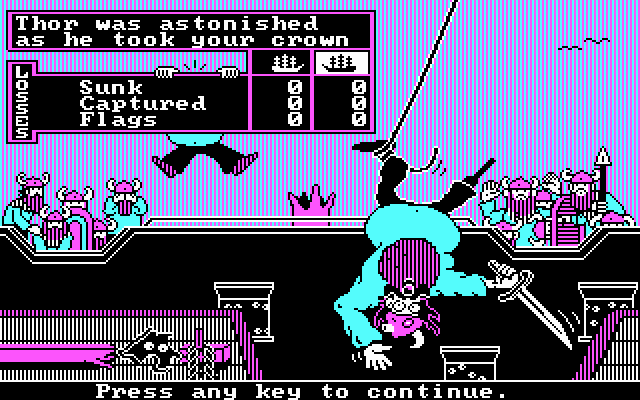 Thor was astonished
as he took your crown
Losses
Sunk 0 0
Captured 0 0
Flags 0 0
Press any key to continue.